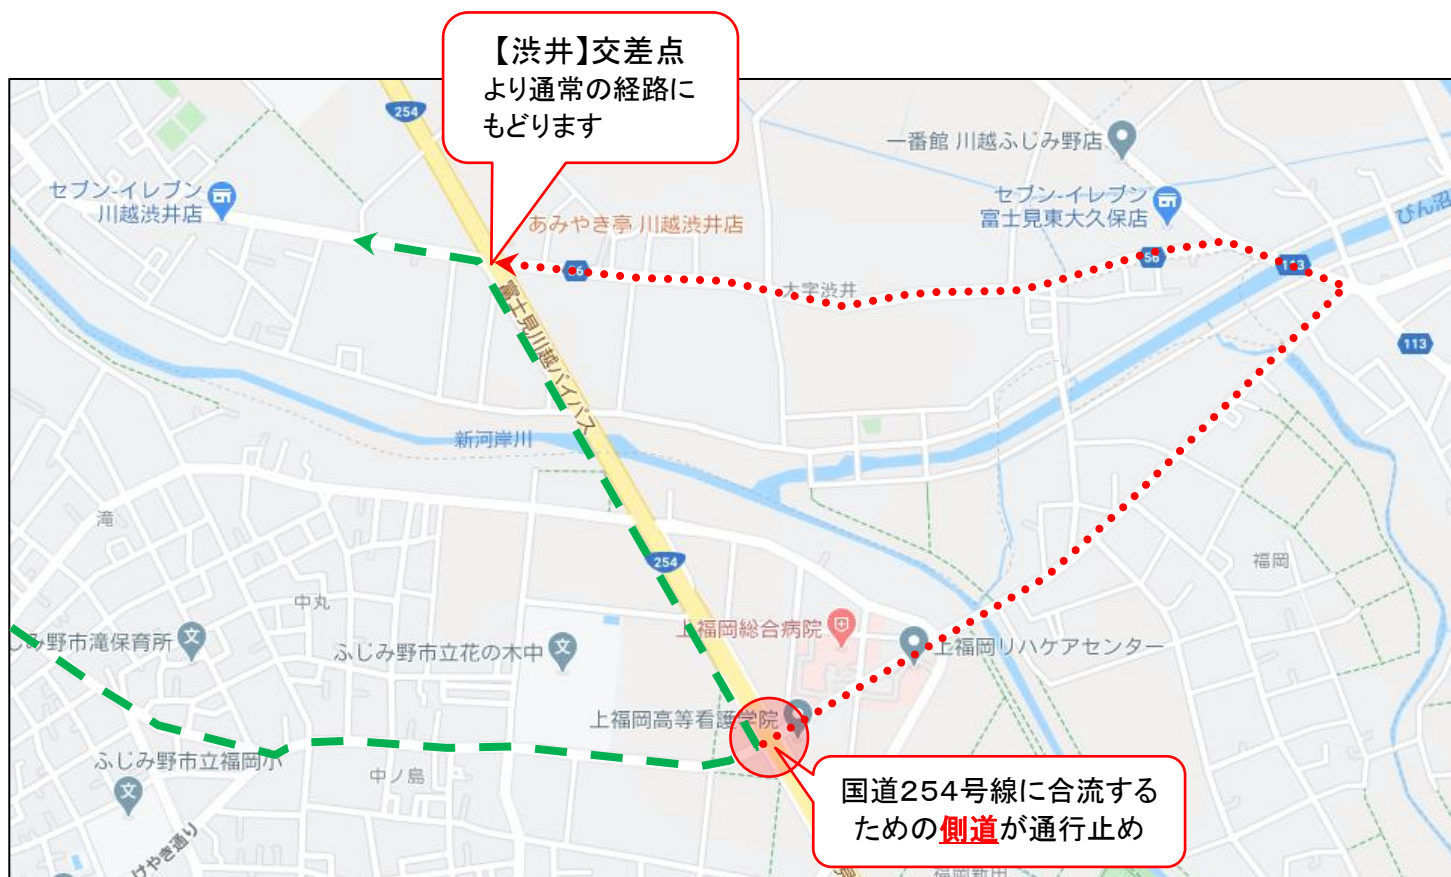 【渋井】交差点
より通常の経路に
もどります
254
一番館 川越ふじみ野店
セブン-イレブン
川越渋井店
セブン-イレブン
富士見東大久保店
びん沼
あみやき亭 川越渋井店
56
56
113
大字渋井
富士見川越バイパス
113
新河岸川
滝
254
福岡
中丸
しみ野市滝保育所
ふじみ野市立花の木中
上福岡総合病院
上福岡リハケアセンター
上福岡高等看護学院
ふじみ野市立福岡小
中ノ島
国道254号線に合流する
ための側道が通行止め
けやき通り
福岡新田